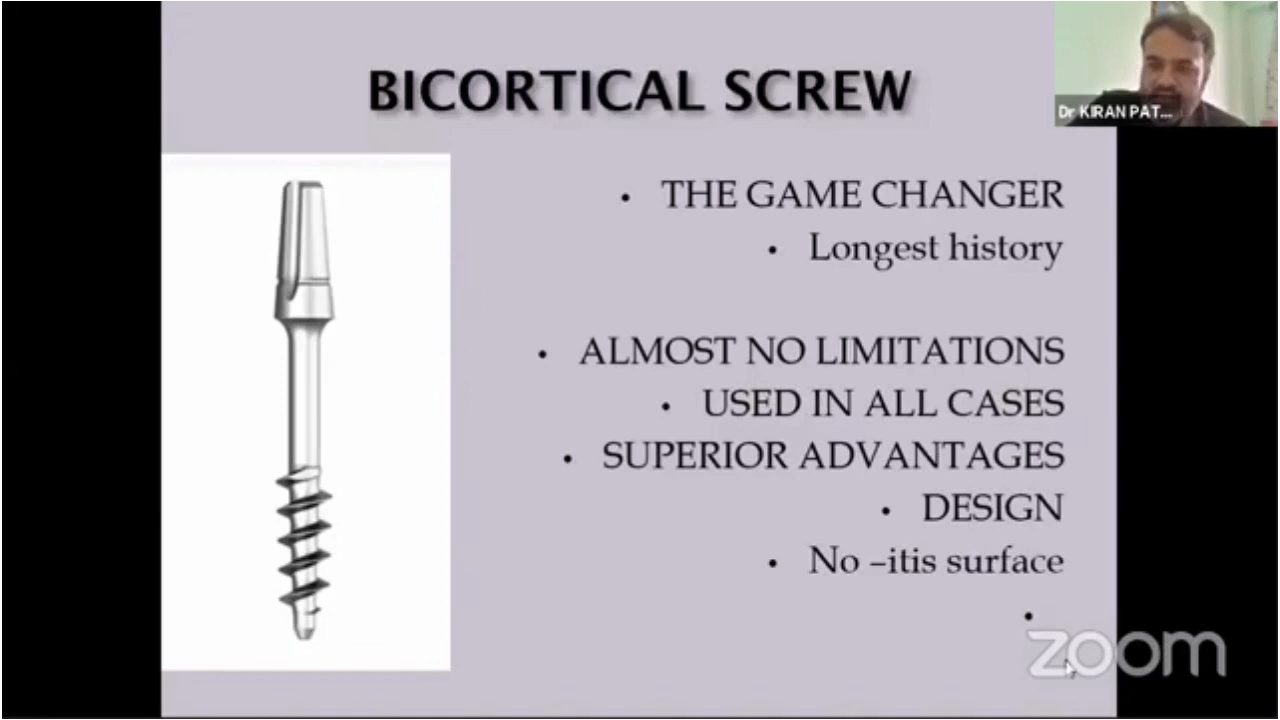 BICORTICAL SCREW
Dr KIRAN PAT...
• THE GAME CHANGER
• Longest history
• ALMOST NO LIMITATIONS
• USED IN ALL CASES
• SUPERIOR ADVANTAGES
• DESIGN
• No –itis surface
•
zoom